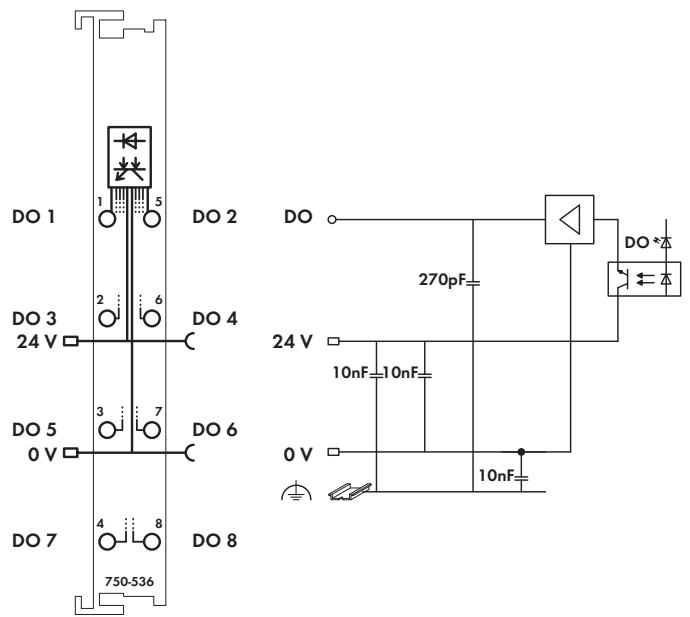 1 5
DO 1 DO 2
2 6
DO 3 DO 4
24 V
3 7
DO 5 DO 6
0 V
4 8
DO 7 DO 8
750-536
DO
DO
270pF
24 V
10nF 10nF
0 V
10nF